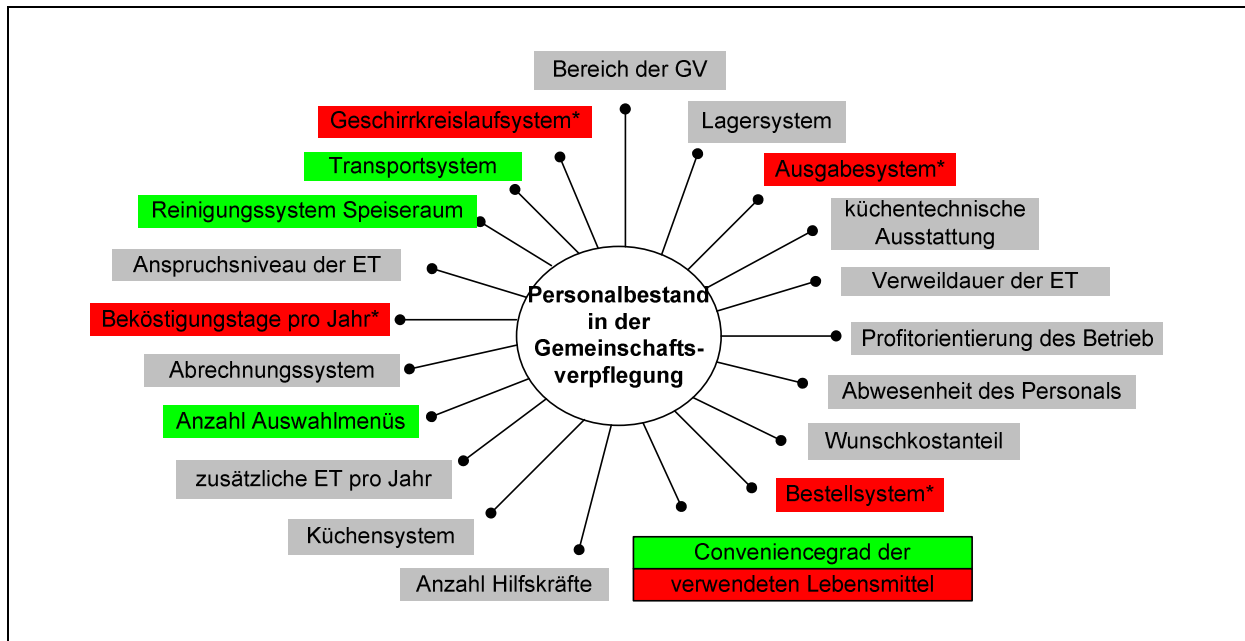 Bereich der GV
Lagersystem
Ausgabesystem*
küchentechnische
Ausstattung
Verweildauer der ET
Profitorientierung des Betrieb
Abwesenheit des Personals
Wunschkostanteil
Bestellsystem*
Conveniencegrad der
verwendeten Lebensmittel
Anzahl Hilfskräfte
Küchensystem
zusätzliche ET pro Jahr
Anzahl Auswahlmenüs
Abrechnungssystem
Beköstigungstage pro Jahr*
Anspruchsniveau der ET
Reinigungssystem Speiseraum
Transportsystem
Geschirrkreislaufsystem*
Personalbestand
in der
Gemeinschafts-
verpflegung